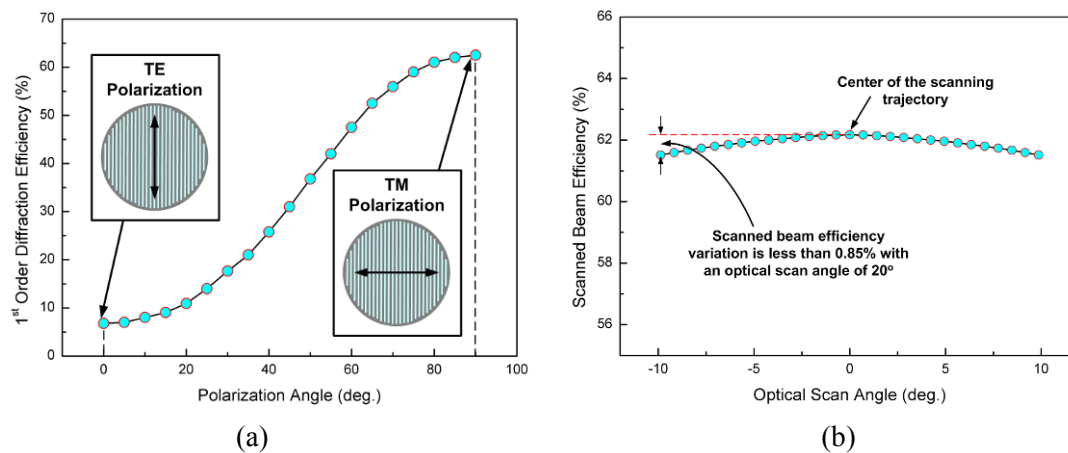 (a)
70
60
50
40
30
20
10
0
1st Order Diffraction Efficiency (%)
TE
Polarization
TM
Polarization
0
20
40
60
80
100
Polarization Angle (deg.)
(b)
66
64
62
60
58
56
Scanned Beam Efficiency (%)
Center of the scanning
trajectory
Scanned beam efficiency
variation is less than 0.85% with
an optical scan angle of 20º
-10
-5
0
5
10
Optical Scan Angle (deg.)
(a)
(b)